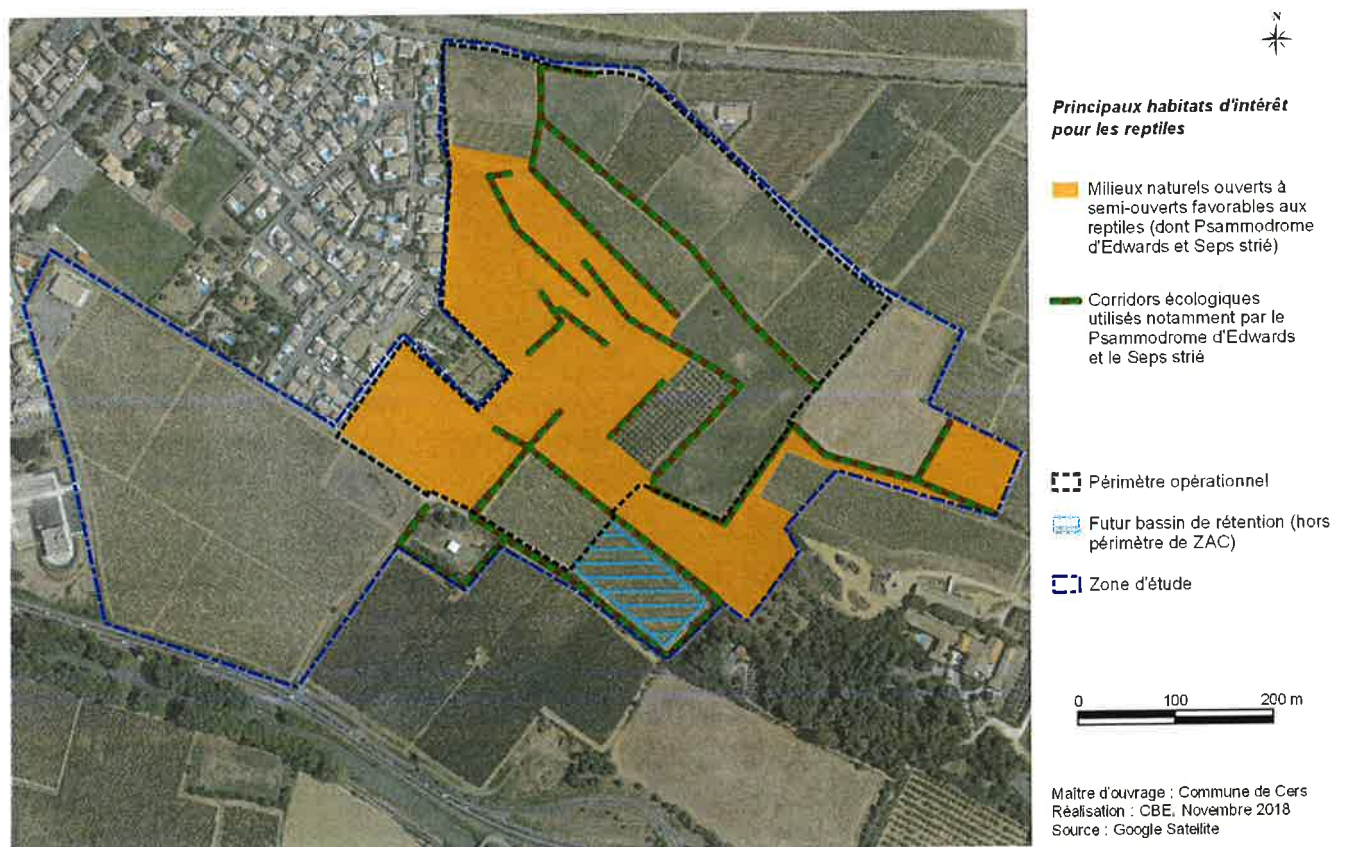 N
Principaux habitats d'intérêt
pour les reptiles
Milieux naturels ouverts à
semi-ouverts favorables aux
reptiles (dont Psammodrome
d'Edwards et Seps strié)
Corridors écologiques
utilisés notamment par le
Psammodrome d'Edwards
et le Seps strié
Périmètre opérationnel
Futur bassin de rétention (hors
périmètre de ZAC)
Zone d'étude
0 100 200 m
Maître d'ouvrage : Commune de Cers
Réalisation : CBE, Novembre 2018
Source : Google Satellite